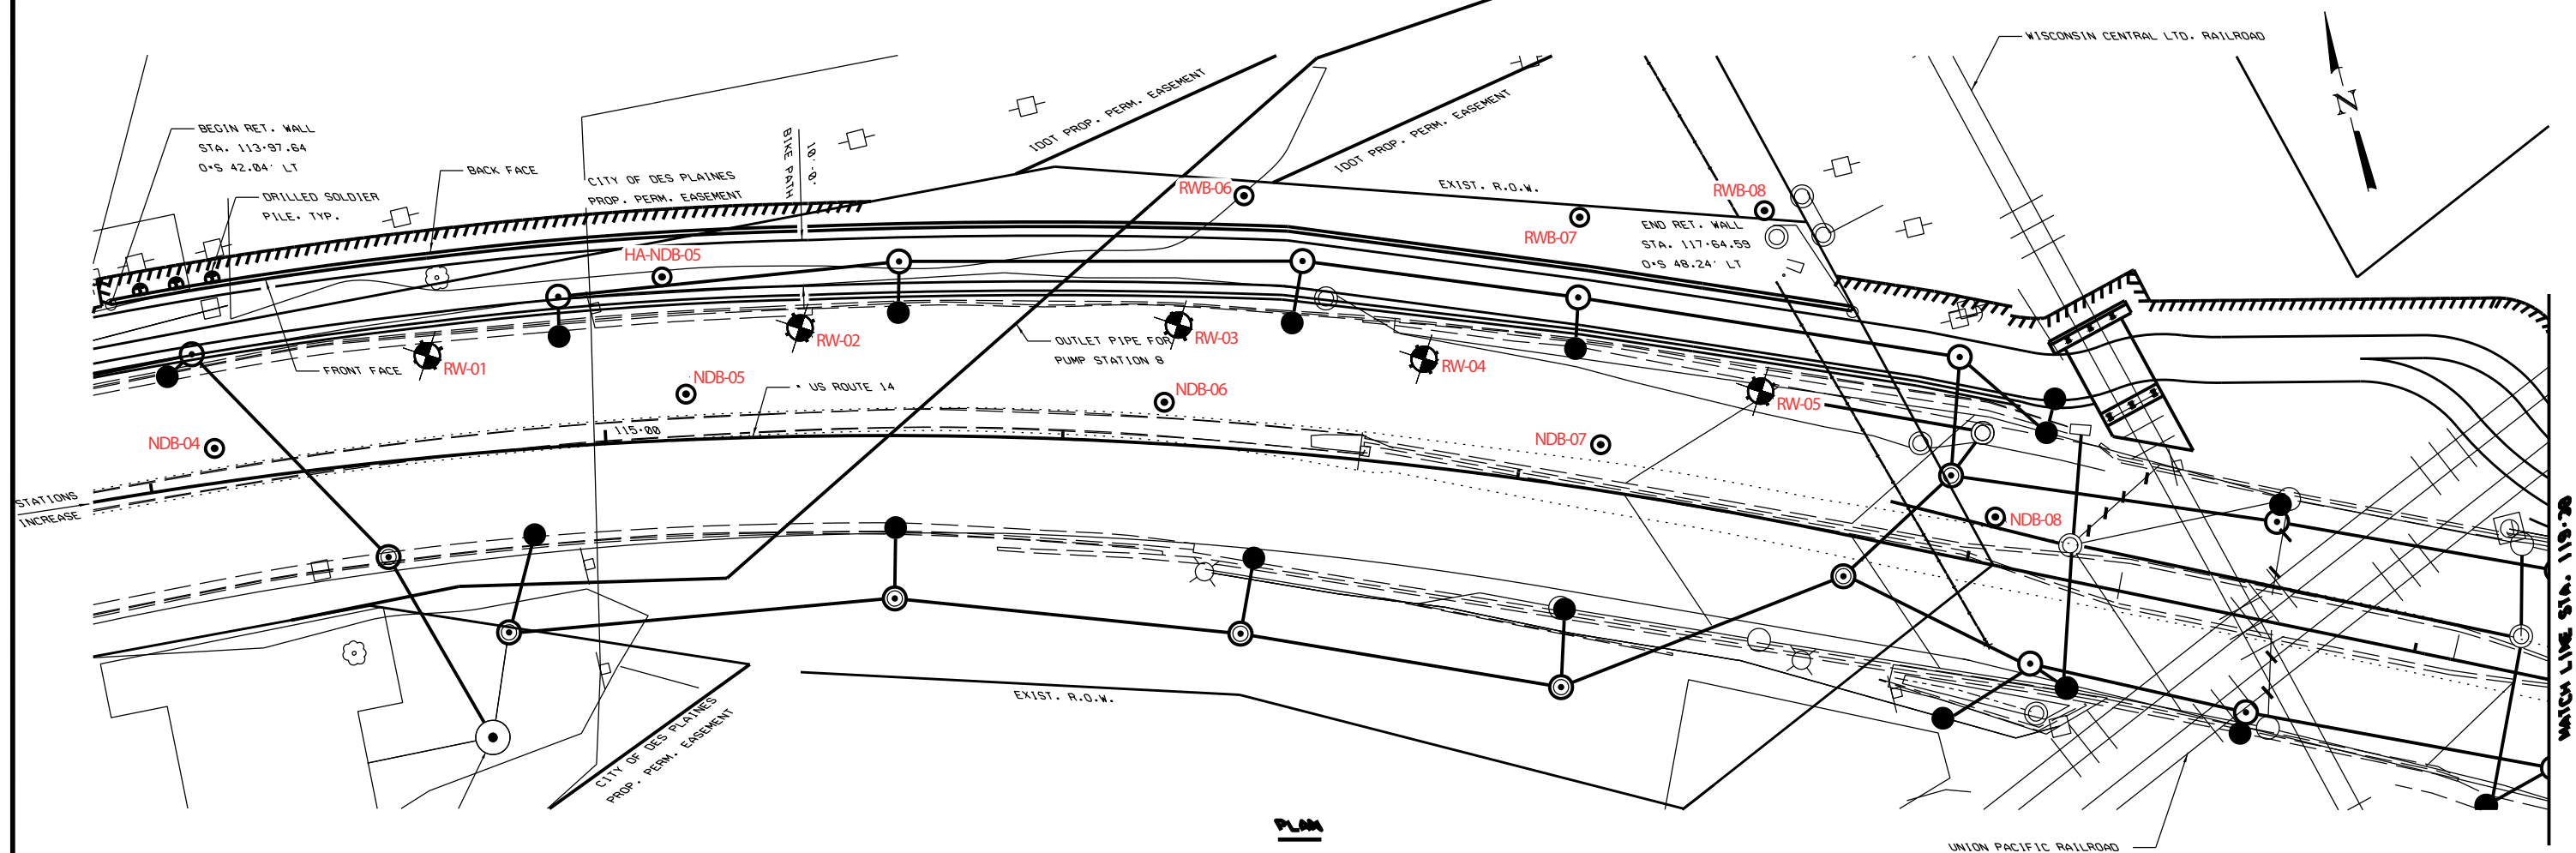 WISCONSIN CENTRAL LTD. RAILROAD
BEGIN RET. WALL
STA. 113+97.64
O+S 42.04' LT
BACK FACE
DRILLED SOLDIER
PILE. TYP.
CITY OF DES PLAINES
PROP. PERM. EASEMENT
BIKE PATH
10'-0"
IDOT PROP. PERM. EASEMENT
IDOT PROP. PERM. EASEMENT
N
RWB-06
EXIST. R.O.W.
RWB-08
RWB-07
END RET. WALL
STA. 117+64.59
O+S 48.24' LT
HA-NDB-05
RW-01
RW-02
RW-03
RW-04
RW-05
FRONT FACE
OUTLET PIPE FOR
PUMP STATION 8
NDB-05
NDB-06
US ROUTE 14
115+00
NDB-04
NDB-07
NDB-08
STATIONS
INCREASE
EXIST. R.O.W.
CITY OF DES PLAINES
PROP. PERM. EASEMENT
PLAN
UNION PACIFIC RAILROAD
MATCH LINE STA.